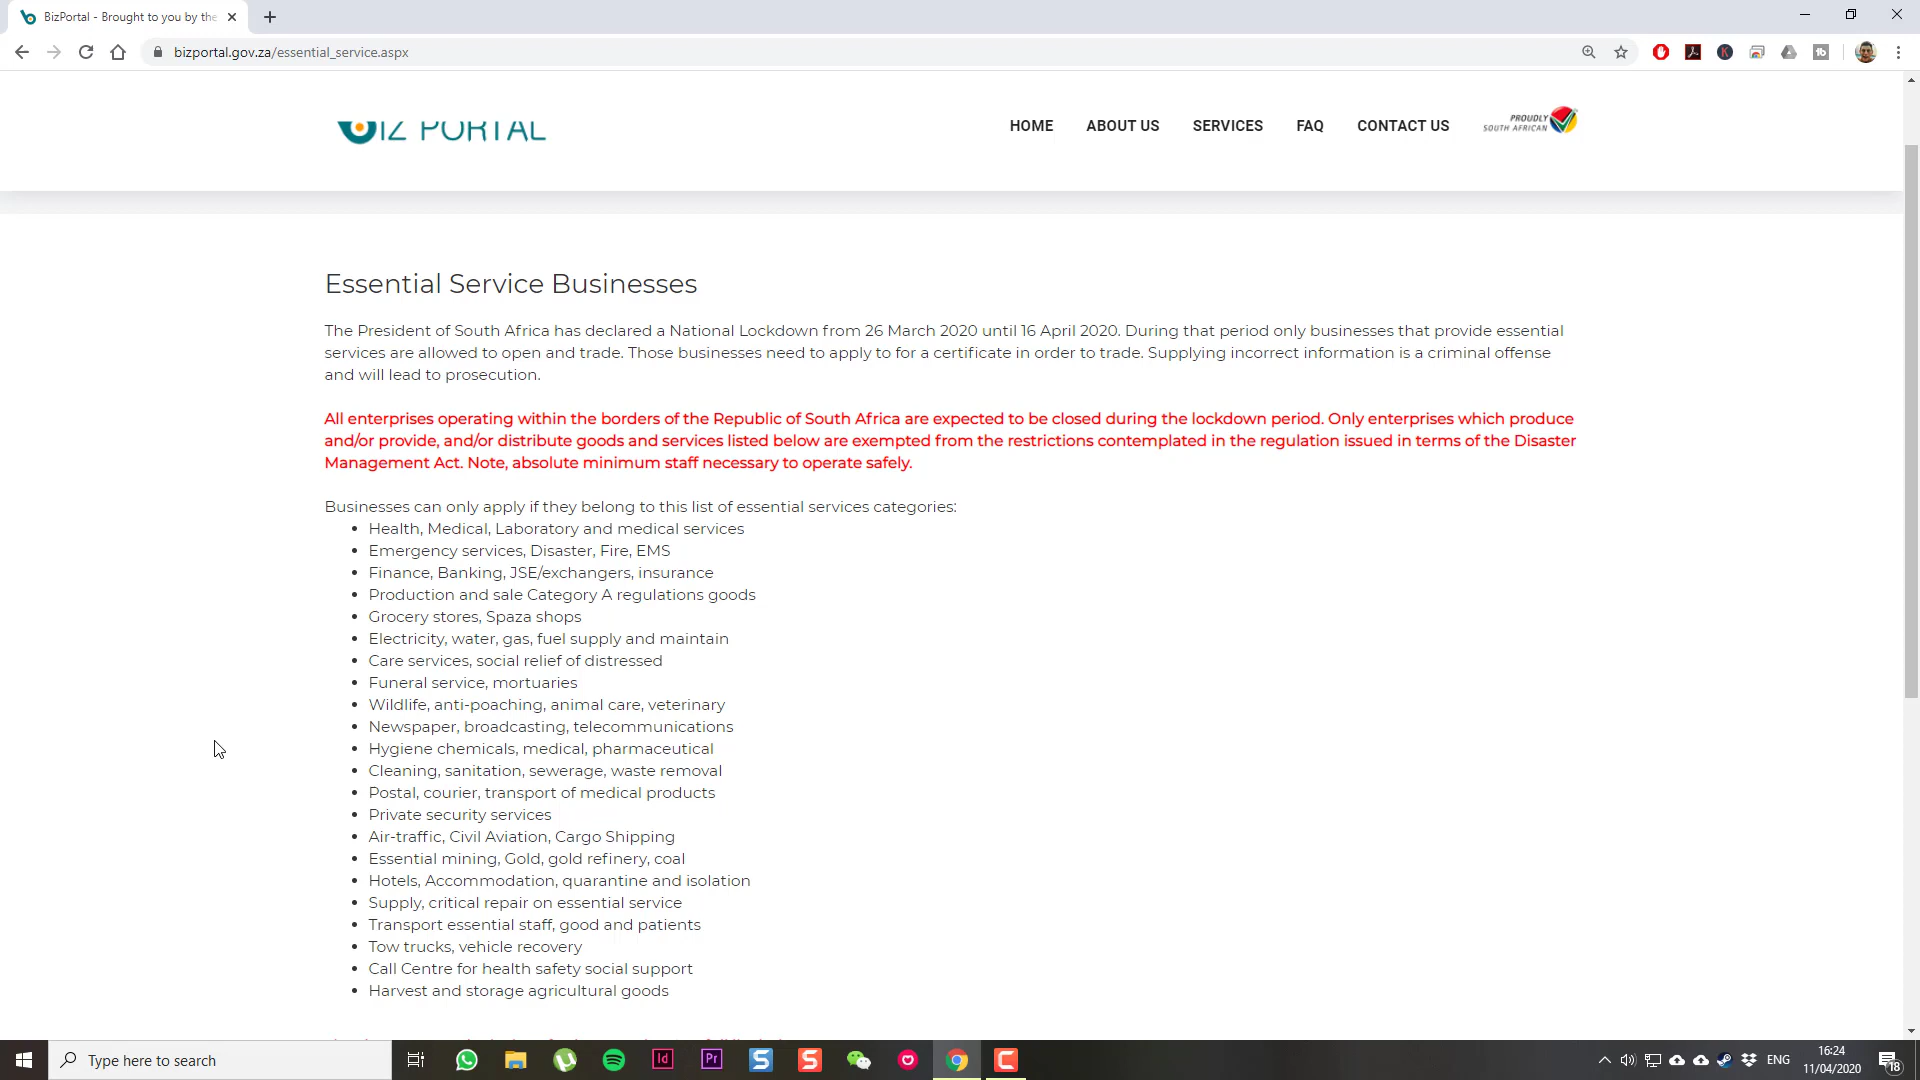 BizPortal - Brought to you by the
bizportal.gov.za/essential_service.aspx
BIZ PORTAL
HOME ABOUT US SERVICES FAQ CONTACT US
PROUDLY
SOUTH AFRICAN
Essential Service Businesses
The President of South Africa has declared a National Lockdown from 26 March 2020 until 16 April 2020. During that period only businesses that provide essential
services are allowed to open and trade. Those businesses need to apply to for a certificate in order to trade. Supplying incorrect information is a criminal offense
and will lead to prosecution.
All enterprises operating within the borders of the Republic of South Africa are expected to be closed during the lockdown period. Only enterprises which produce
and/or provide, and/or distribute goods and services listed below are exempted from the restrictions contemplated in the regulation issued in terms of the Disaster
Management Act. Note, absolute minimum staff necessary to operate safely.
Businesses can only apply if they belong to this list of essential services categories:
• Health, Medical, Laboratory and medical services
• Emergency services, Disaster, Fire, EMS
• Finance, Banking, JSE/exchangers, insurance
• Production and sale Category A regulations goods
• Grocery stores, Spaza shops
• Electricity, water, gas, fuel supply and maintain
• Care services, social relief of distressed
• Funeral service, mortuaries
• Wildlife, anti-poaching, animal care, veterinary
• Newspaper, broadcasting, telecommunications
• Hygiene chemicals, medical, pharmaceutical
• Cleaning, sanitation, sewerage, waste removal
• Postal, courier, transport of medical products
• Private security services
• Air-traffic, Civil Aviation, Cargo Shipping
• Essential mining, Gold, gold refinery, coal
• Hotels, Accommodation, quarantine and isolation
• Supply, critical repair on essential service
• Transport essential staff, good and patients
• Tow trucks, vehicle recovery
• Call Centre for health safety social support
• Harvest and storage agricultural goods
Type here to search
Id
Pr
S
S
C
ENG
16:24
11/04/2020
18